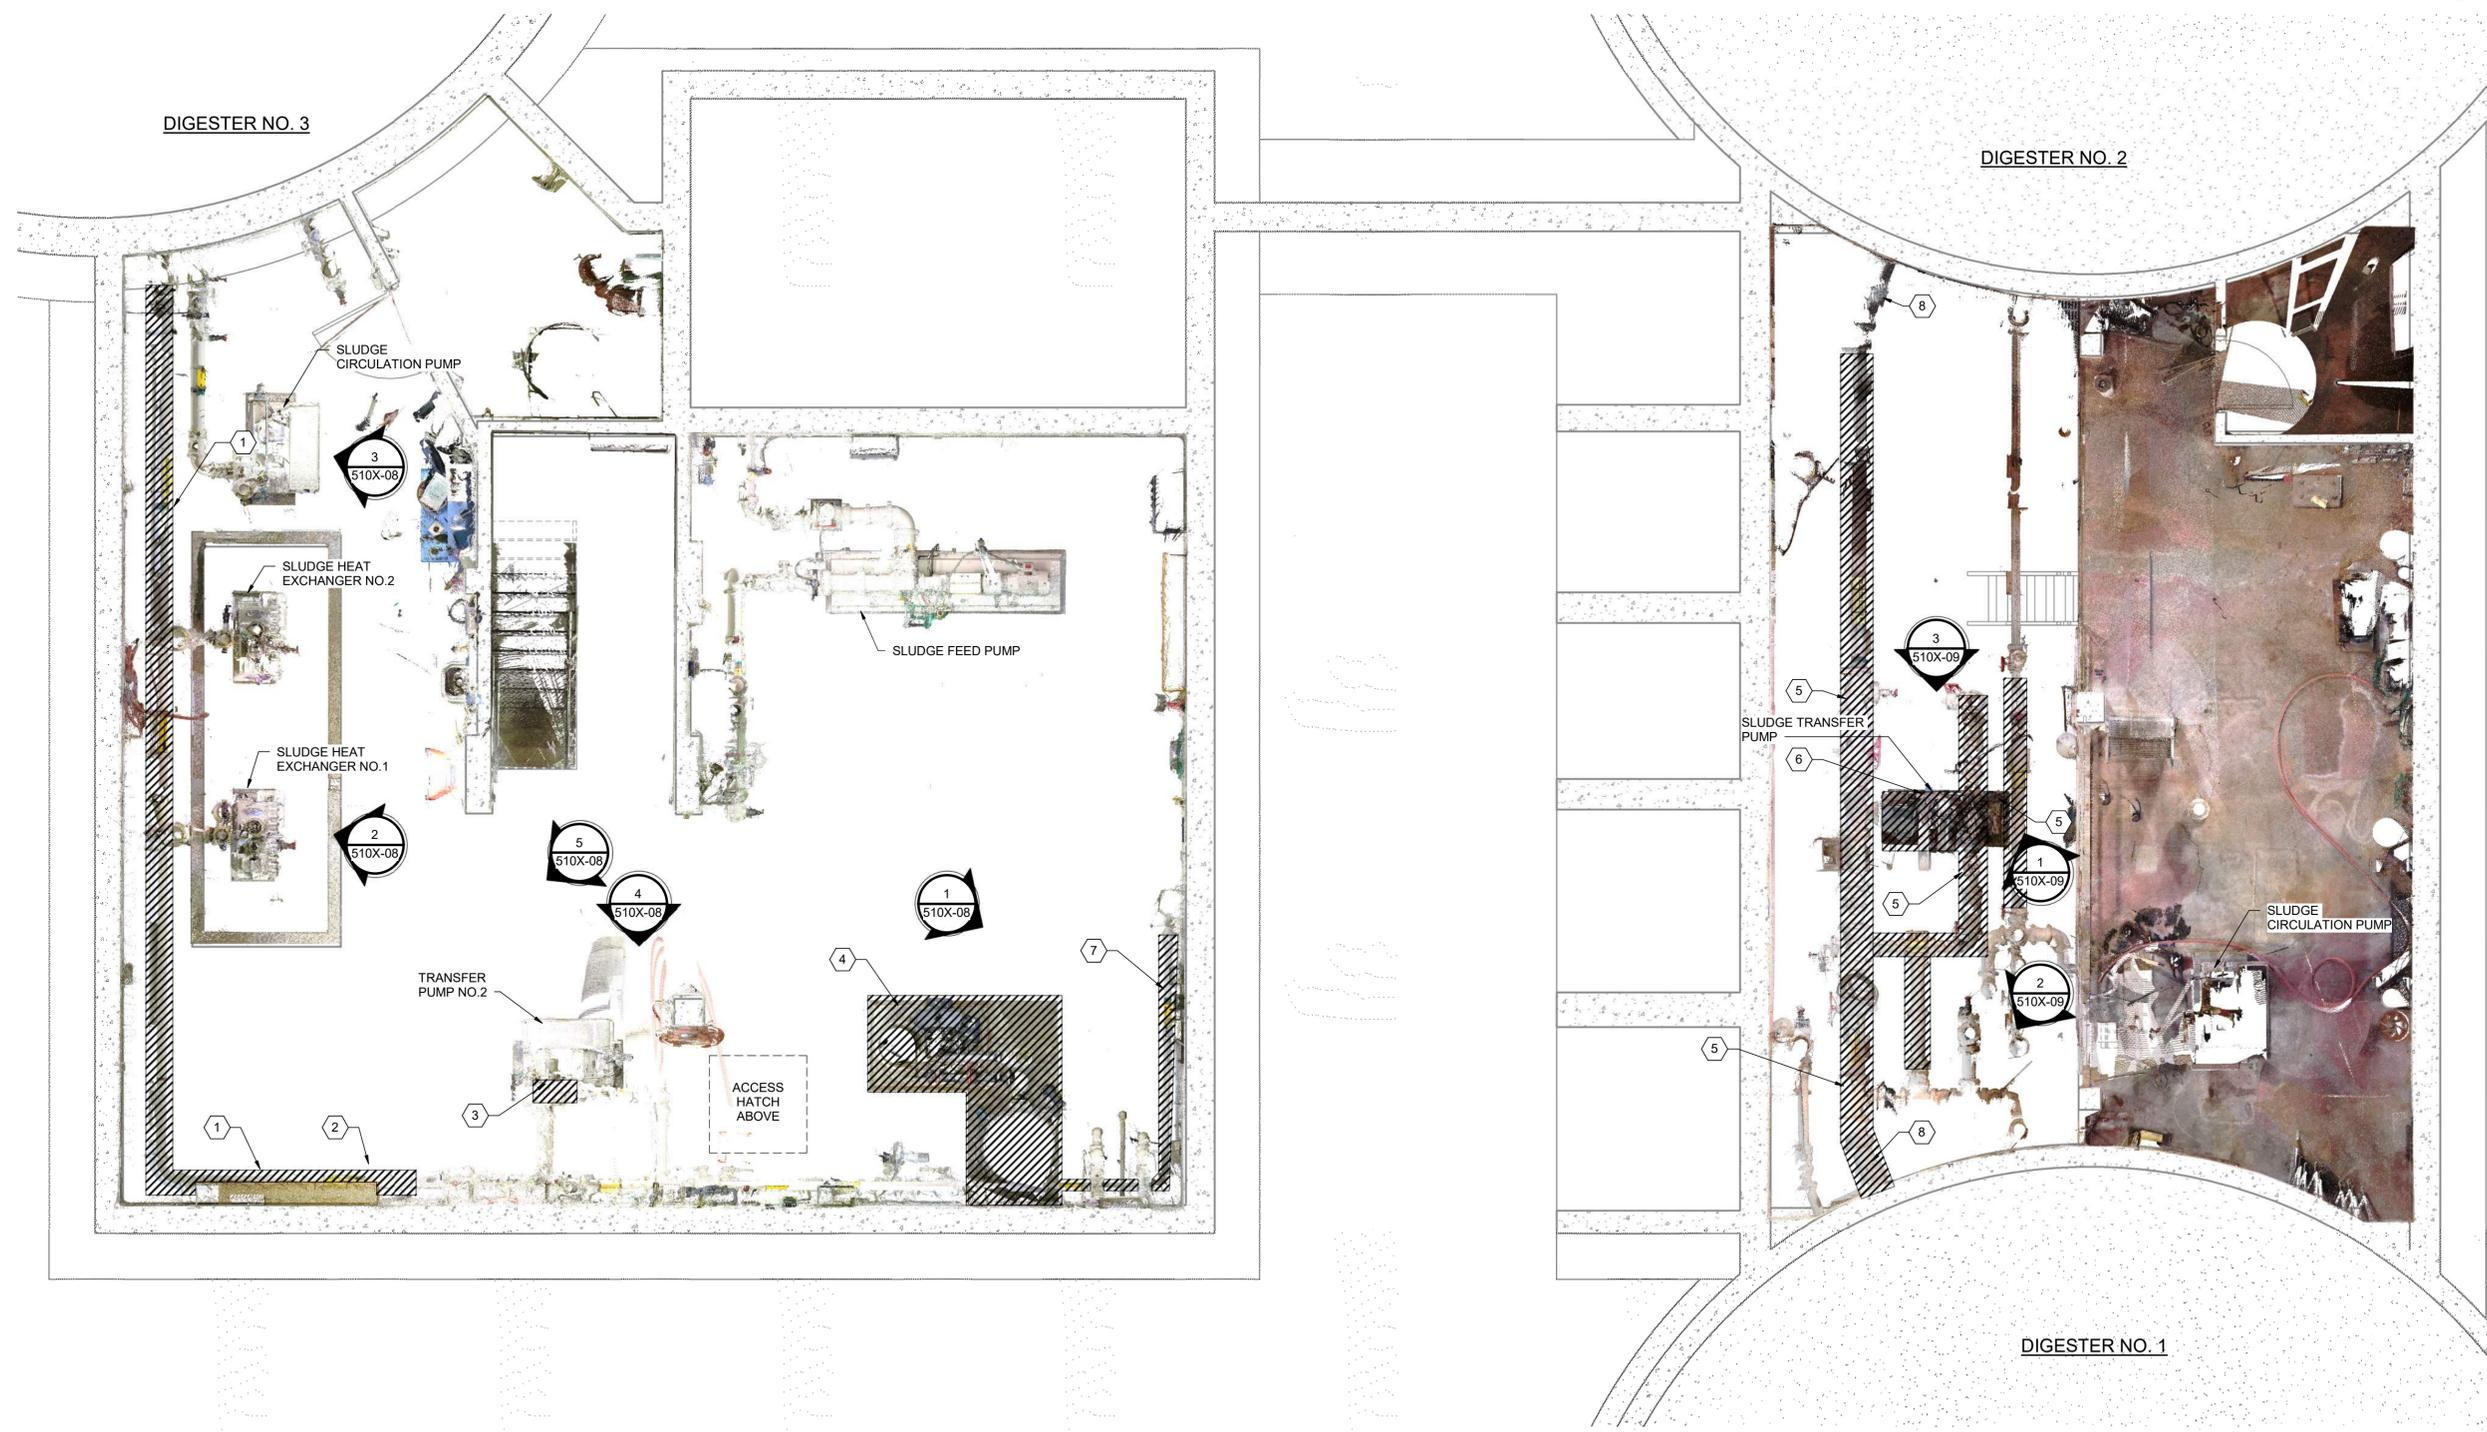 DIGESTER NO. 3
DIGESTER NO. 2
8
SLUDGE
CIRCULATION PUMP
1
3
510X-08
SLUDGE HEAT
EXCHANGER NO.2
SLUDGE FEED PUMP
3
510X-09
5
SLUDGE TRANSFER
PUMP
6
SLUDGE HEAT
EXCHANGER NO.1
2
510X-08
5
510X-08
4
510X-08
1
510X-08
5
1
510X-09
5
SLUDGE
CIRCULATION PUMP
4
7
TRANSFER
PUMP NO.2
2
510X-09
5
ACCESS
HATCH
ABOVE
3
1
2
8
DIGESTER NO. 1